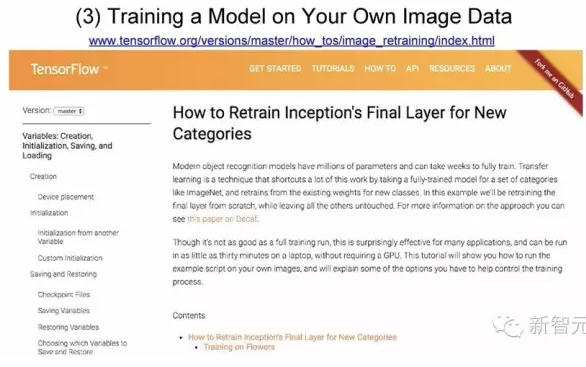 (3) Training a Model on Your Own Image Data
www.tensorflow.org/versions/master/how_tos/image_retraining/index.html
TensorFlow™
GET STARTED TUTORIALS HOW TO API RESOURCES ABOUT
Fork me on GitHub
Version: master
Variables: Creation,
Initialization, Saving, and
Loading
Creation
Device placement
Initialization
Initialization from another
Variable
Custom Initialization
Saving and Restoring
Checkpoint Files
Saving Variables
Restoring Variables
Choosing which Variables to
Save and Restore
How to Retrain Inception's Final Layer for New
Categories
Modern object recognition models have millions of parameters and can take weeks to fully train. Transfer
learning is a technique that shortcuts a lot of this work by taking a fully-trained model for a set of categories
like ImageNet, and retrains from the existing weights for new classes. In this example we'll be retraining the
final layer from scratch, while leaving all the others untouched. For more information on the approach you can
see this paper on Decaf.
Though it's not as good as a full training run, this is surprisingly effective for many applications, and can be run
in as little as thirty minutes on a laptop, without requiring a GPU. This tutorial will show you how to run the
example script on your own images, and will explain some of the options you have to help control the training
process.
Contents
• How to Retrain Inception's Final Layer for New Categories
• Training on Flowers
新智元